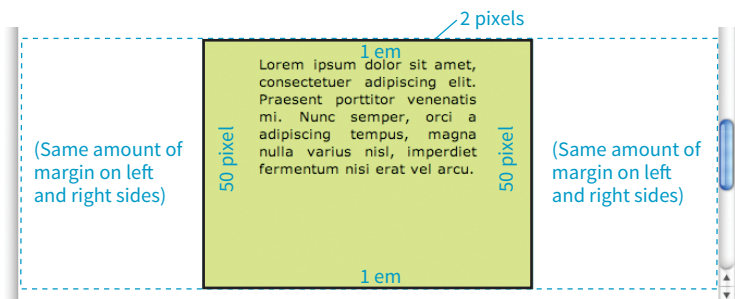 2 pixels
1 em
Lorem ipsum dolor sit amet,
consectetuer adipiscing elit.
Praesent porttitor venenatis
mi. Nunc semper, orci a
adipiscing tempus, magna
nulla varius nisl, imperdiet
fermentum nisi erat vel arcu.
(Same amount of
margin on left
and right sides)
50 pixel
50 pixel
(Same amount of
margin on left
and right sides)
1 em